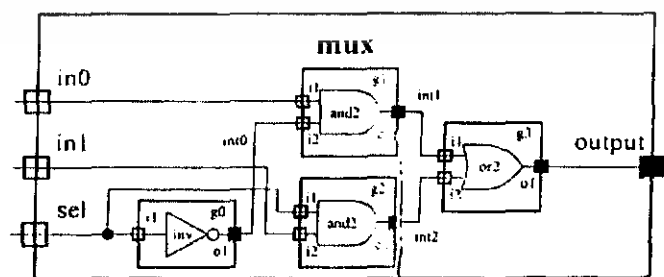 mux
in0
i1
g1
and2
int1
i2
int0
in1
i1
g3
or2
output
i2
o1
sel
i1
g0
inv
o1
i1
g2
and2
i2
int2